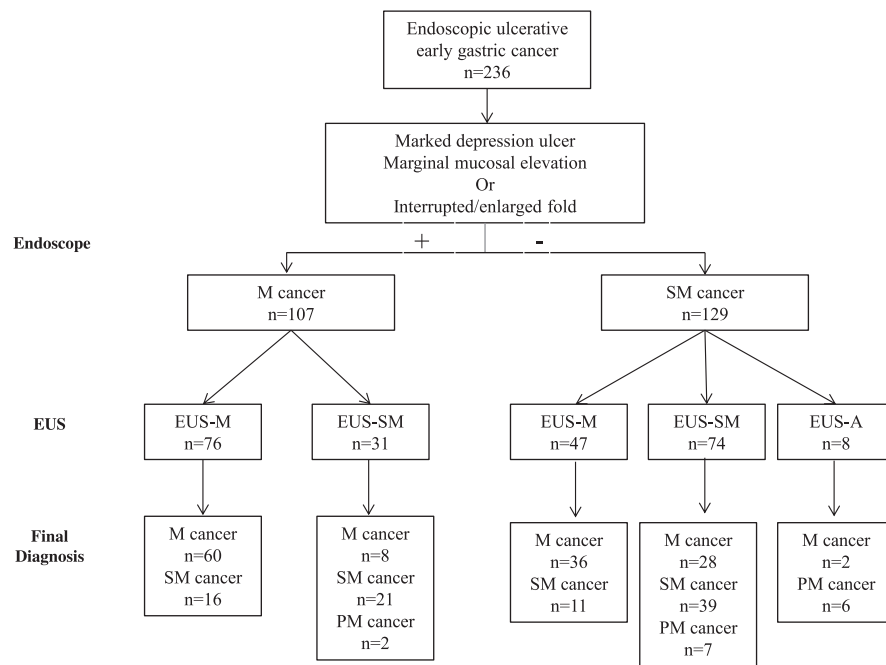 Endoscopic ulcerative
early gastric cancer
n=236
Marked depression ulcer
Marginal mucosal elevation
Or
Interrupted/enlarged fold
Endoscope
+
-
M cancer
n=107
SM cancer
n=129
EUS
EUS-M
n=76
EUS-SM
n=31
EUS-M
n=47
EUS-SM
n=74
EUS-A
n=8
Final
Diagnosis
M cancer
n=60
SM cancer
n=16
M cancer
n=8
SM cancer
n=21
PM cancer
n=2
M cancer
n=36
SM cancer
n=11
M cancer
n=28
SM cancer
n=39
PM cancer
n=7
M cancer
n=2
PM cancer
n=6